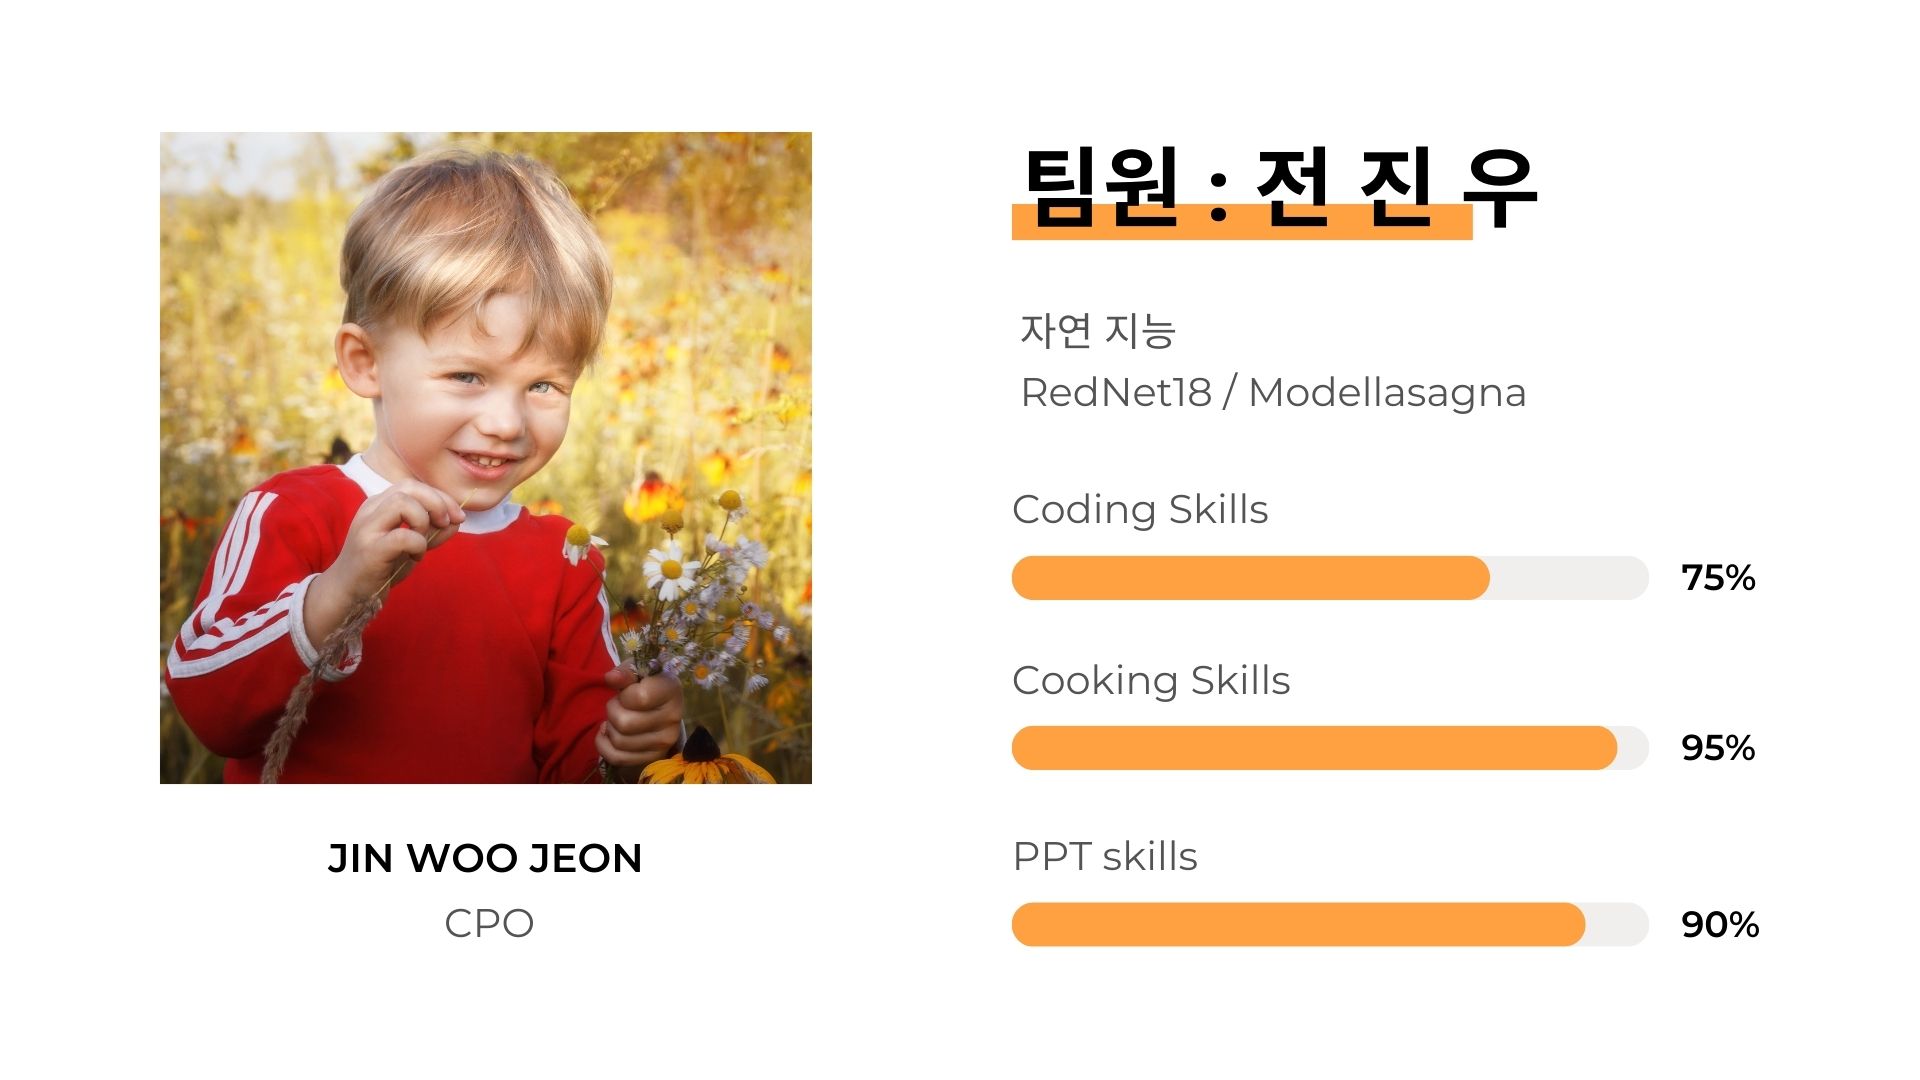 팀원 : 전 진 우
자연 지능
RedNet18 / Modellasagna
Coding Skills
75%
Cooking Skills
95%
PPT skills
90%
JIN WOO JEON
CPO